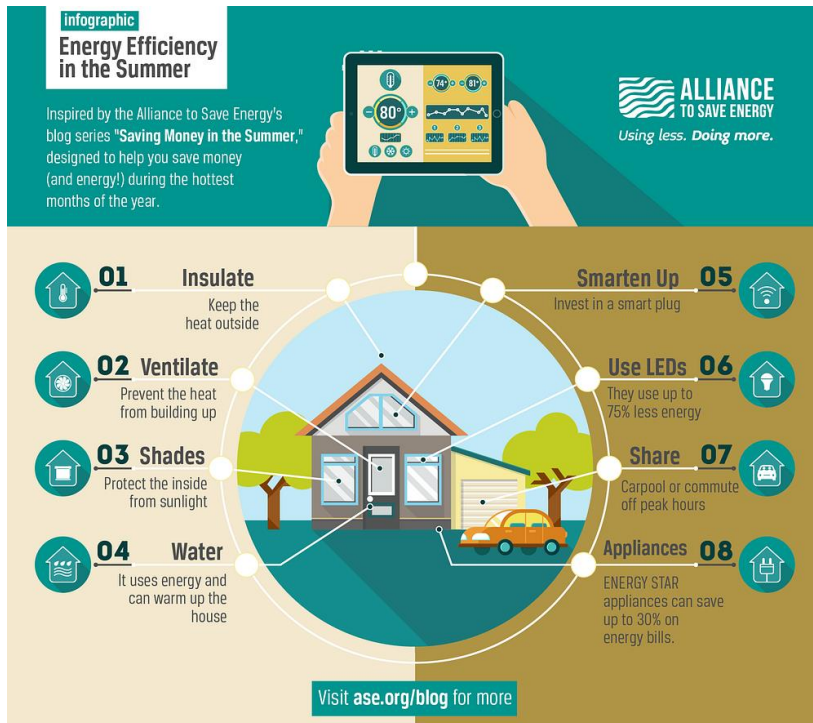 infographic
Energy Efficiency
in the Summer
Inspired by the Alliance to Save Energy's
blog series "Saving Money in the Summer,"
designed to help you save money
(and energy!) during the hottest
months of the year.
80°
74°
81°
1 2 3
ALLIANCE
TO SAVE ENERGY
Using less. Doing more.
01 Insulate
Keep the
heat outside
02 Ventilate
Prevent the heat
from building up
03 Shades
Protect the inside
from sunlight
04 Water
It uses energy and
can warm up the
house
Smarten Up 05
Invest in a smart plug
Use LEDs 06
They use up to
75% less energy
Share 07
Carpool or commute
off peak hours
Appliances 08
ENERGY STAR
appliances can save
up to 30% on
energy bills.
Visit ase.org/blog for more